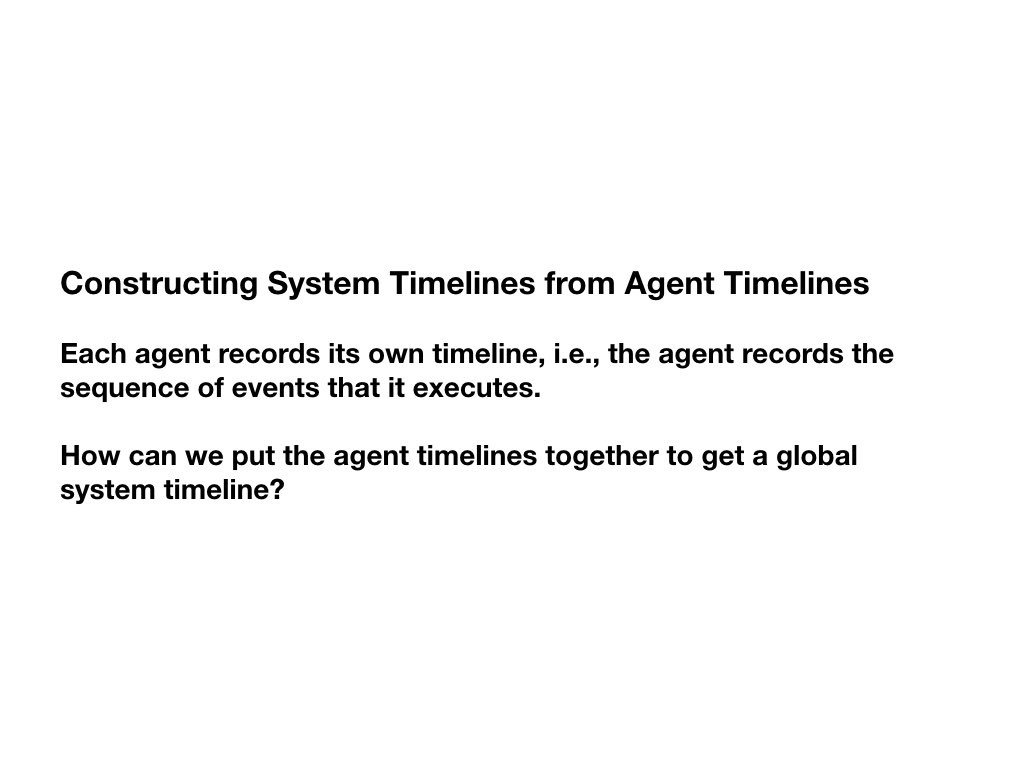 Constructing System Timelines from Agent Timelines
Each agent records its own timeline, i.e., the agent records the
sequence of events that it executes.
How can we put the agent timelines together to get a global
system timeline?